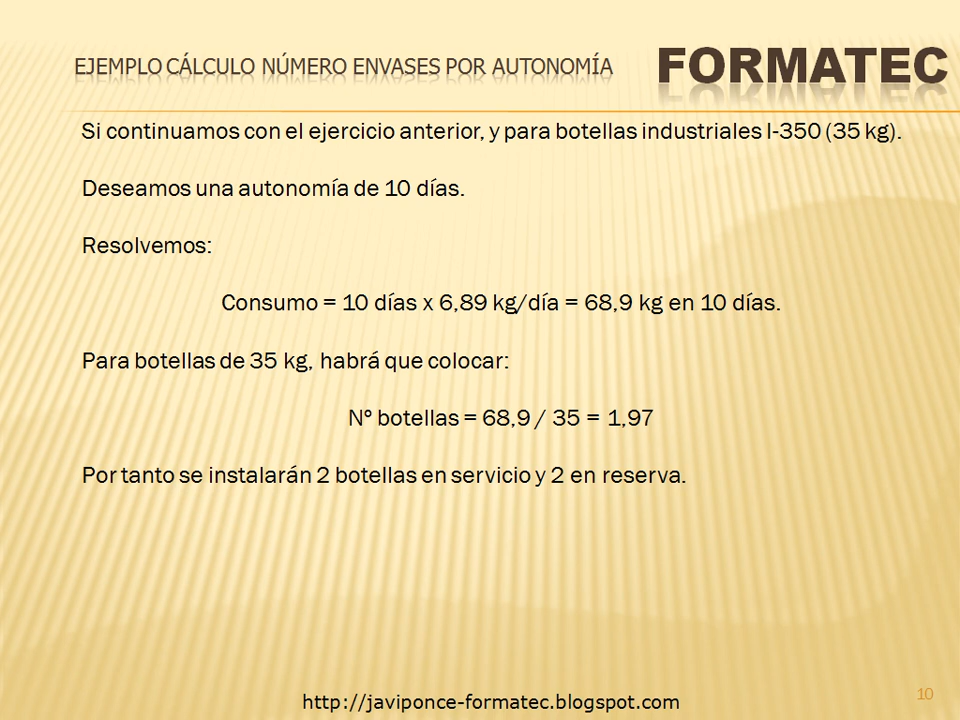 EJEMPLO CÁLCULO NÚMERO ENVASES POR AUTONOMÍA
FORMATEC
Si continuamos con el ejercicio anterior, y para botellas industriales I-350 (35 kg).
Deseamos una autonomía de 10 días.
Resolvemos:
Consumo = 10 días x 6,89 kg/día = 68,9 kg en 10 días.
Para botellas de 35 kg, habrá que colocar:
Nº botellas = 68,9 / 35 = 1,97
Por tanto se instalarán 2 botellas en servicio y 2 en reserva.
10
http://javiponce-formatec.blogspot.com